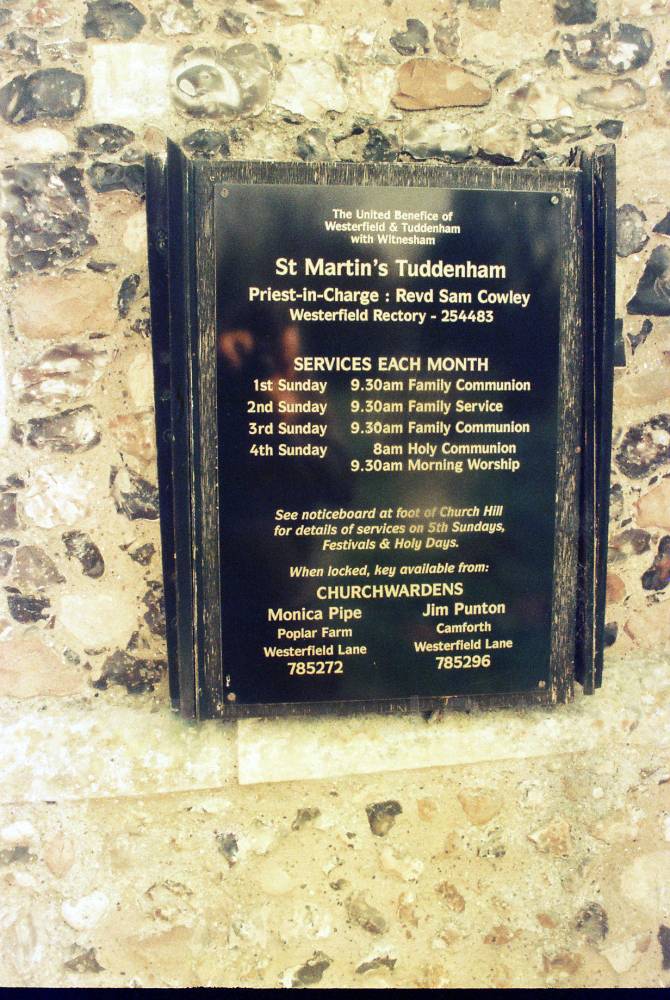 The United Benefice of
Westerfield & Tuddenham
with Witnesham
St Martin's Tuddenham
Priest-in-Charge : Revd Sam Cowley
Westerfield Rectory - 254483
SERVICES EACH MONTH
1st Sunday 9.30am Family Communion
2nd Sunday 9.30am Family Service
3rd Sunday 9.30am Family Communion
4th Sunday 8am Holy Communion
9.30am Morning Worship
See noticeboard at foot of Church Hill
for details of services on 5th Sundays,
Festivals & Holy Days.
When locked, key available from:
CHURCHWARDENS
Monica Pipe Jim Punton
Poplar Farm Camforth
Westerfield Lane Westerfield Lane
785272 785296